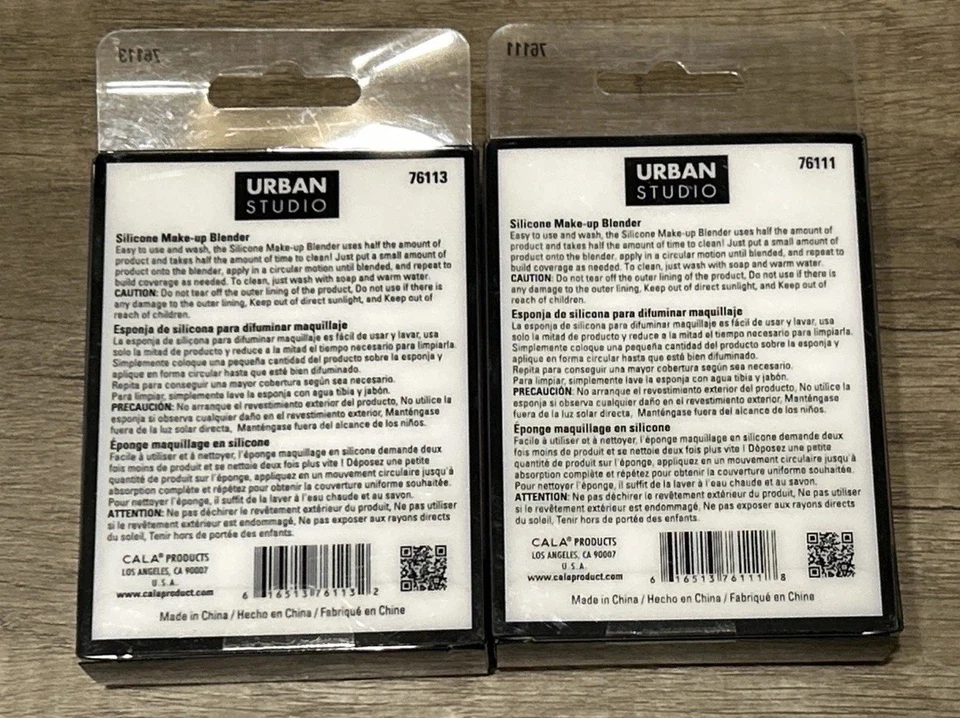 76113
URBAN
STUDIO
76113
Silicone Make-up Blender
Easy to use and wash, the Silicone Make-up Blender uses half the amount of
product and takes half the amount of time to clean! Just put a small amount of
product onto the blender, apply in a circular motion until blended, and repeat to
build coverage as needed. To clean, just wash with soap and warm water.
CAUTION: Do not tear off the outer lining of the product, Do not use if there is
any damage to the outer lining, Keep out of direct sunlight, and Keep out of
reach of children.
Esponja de silicona para difuminar maquillaje
La esponja de silicona para difuminar maquillaje es fácil de usar y lavar, usa
solo la mitad de producto y reduce a la mitad el tiempo necesario para limpiarla.
Simplemente coloque una pequeña cantidad del producto sobre la esponja y
aplique en forma circular hasta que esté bien difuminado.
Repita para conseguir una mayor cobertura según sea necesario.
Para limpiar, simplemente lave la esponja con agua tibia y jabón.
PRECAUCIÓN: No arranque el revestimiento exterior del producto, No utilice la
esponja si observa cualquier daño en el revestimiento exterior, Manténgase
fuera de la luz solar directa, Manténgase fuera del alcance de los niños.
Éponge maquillage en silicone
Facile à utiliser et à nettoyer, l'éponge maquillage en silicone demande deux
fois moins de produit et se nettoie deux fois plus vite ! Déposez une petite
quantité de produit sur l'éponge, appliquez en un mouvement circulaire jusqu'à
absorption complète et répétez pour obtenir la couverture uniforme souhaitée.
Pour nettoyer l'éponge, il suffit de la laver à l'eau chaude et au savon.
ATTENTION: Ne pas déchirer le revêtement extérieur du produit, Ne pas utiliser
si le revêtement extérieur est endommagé, Ne pas exposer aux rayons directs
du soleil, Tenir hors de portée des enfants.
CALA® PRODUCTS
LOS ANGELES, CA 90007
U.S.A.
www.calaproduct.com
6 16513 76113 2
Made in China / Hecho en China / Fabriqué en Chine
76111
URBAN
STUDIO
76111
Silicone Make-up Blender
Easy to use and wash, the Silicone Make-up Blender uses half the amount of
product and takes half the amount of time to clean! Just put a small amount of
product onto the blender, apply in a circular motion until blended, and repeat to
build coverage as needed. To clean, just wash with soap and warm water.
CAUTION: Do not tear off the outer lining of the product, Do not use if there is
any damage to the outer lining, Keep out of direct sunlight, and Keep out of
reach of children.
Esponja de silicona para difuminar maquillaje
La esponja de silicona para difuminar maquillaje es fácil de usar y lavar, usa
solo la mitad de producto y reduce a la mitad el tiempo necesario para limpiarla.
Simplemente coloque una pequeña cantidad del producto sobre la esponja y
aplique en forma circular hasta que esté bien difuminado.
Repita para conseguir una mayor cobertura según sea necesario.
Para limpiar, simplemente lave la esponja con agua tibia y jabón.
PRECAUCIÓN: No arranque el revestimiento exterior del producto, No utilice la
esponja si observa cualquier daño en el revestimiento exterior, Manténgase
fuera de la luz solar directa, Manténgase fuera del alcance de los niños.
Éponge maquillage en silicone
Facile à utiliser et à nettoyer, l'éponge maquillage en silicone demande deux
fois moins de produit et se nettoie deux fois plus vite ! Déposez une petite
quantité de produit sur l'éponge, appliquez en un mouvement circulaire jusqu'à
absorption complète et répétez pour obtenir la couverture uniforme souhaitée.
Pour nettoyer l'éponge, il suffit de la laver à l'eau chaude et au savon.
ATTENTION: Ne pas déchirer le revêtement extérieur du produit, Ne pas utiliser
si le revêtement extérieur est endommagé, Ne pas exposer aux rayons directs
du soleil, Tenir hors de portée des enfants.
CALA® PRODUCTS
LOS ANGELES, CA 90007
U.S.A.
www.calaproduct.com
6 16513 76111 8
Made in China / Hecho en China / Fabriqué en Chine